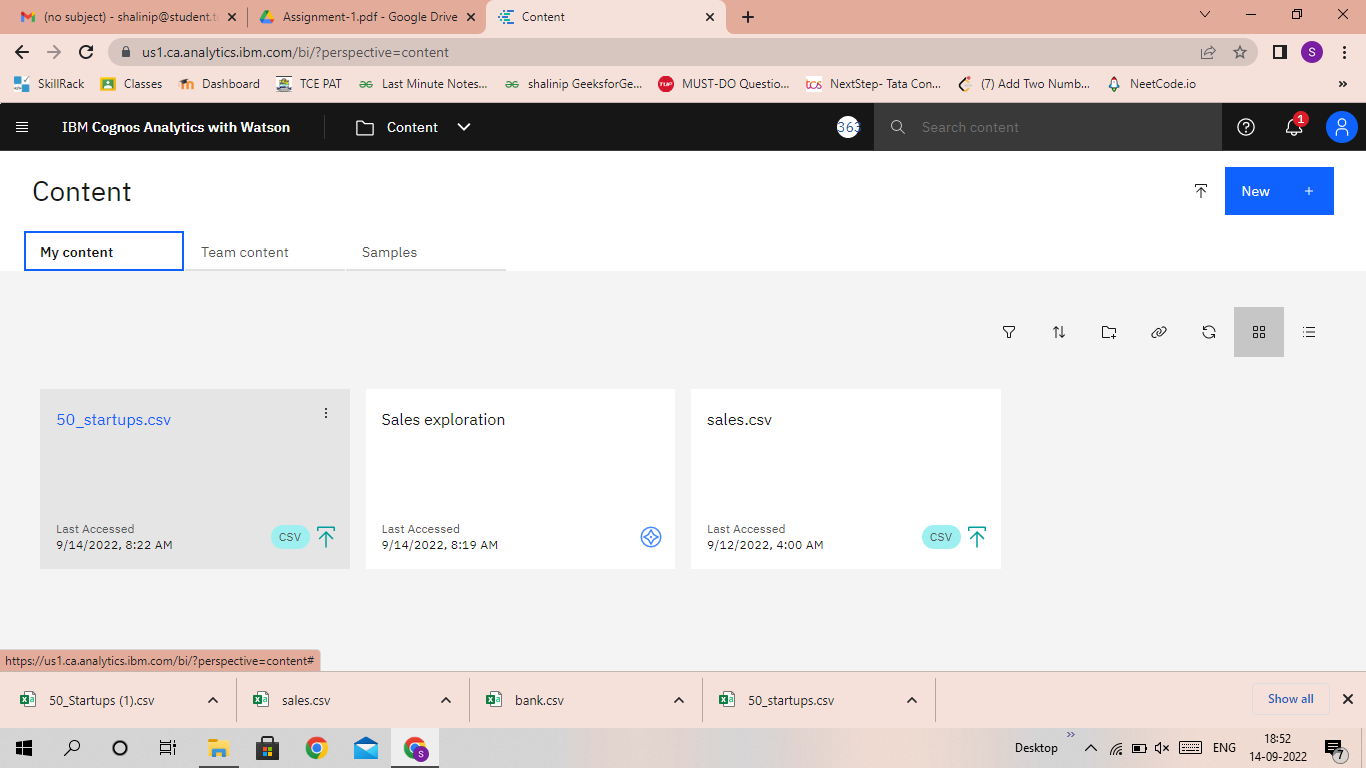 (no subject) - shalinip@student.t
Assignment-1.pdf - Google Drive
Content
us1.ca.analytics.ibm.com/bi/?perspective=content
S
SkillRack
Classes
Dashboard
TCE PAT
Last Minute Notes...
shalinip GeeksforGe...
MUST-DO Questio...
NextStep- Tata Con...
(7) Add Two Numb...
NeetCode.io
»
IBM Cognos Analytics with Watson
Content
363
Search content
1
Content
New +
My content
Team content
Samples
50_startups.csv
Last Accessed
9/14/2022, 8:22 AM
CSV
Sales exploration
Last Accessed
9/14/2022, 8:19 AM
sales.csv
Last Accessed
9/12/2022, 4:00 AM
CSV
https://us1.ca.analytics.ibm.com/bi/?perspective=content#
50_Startups (1).csv
sales.csv
bank.csv
50_startups.csv
Show all
S
Desktop
»
ENG
18:52
14-09-2022
7